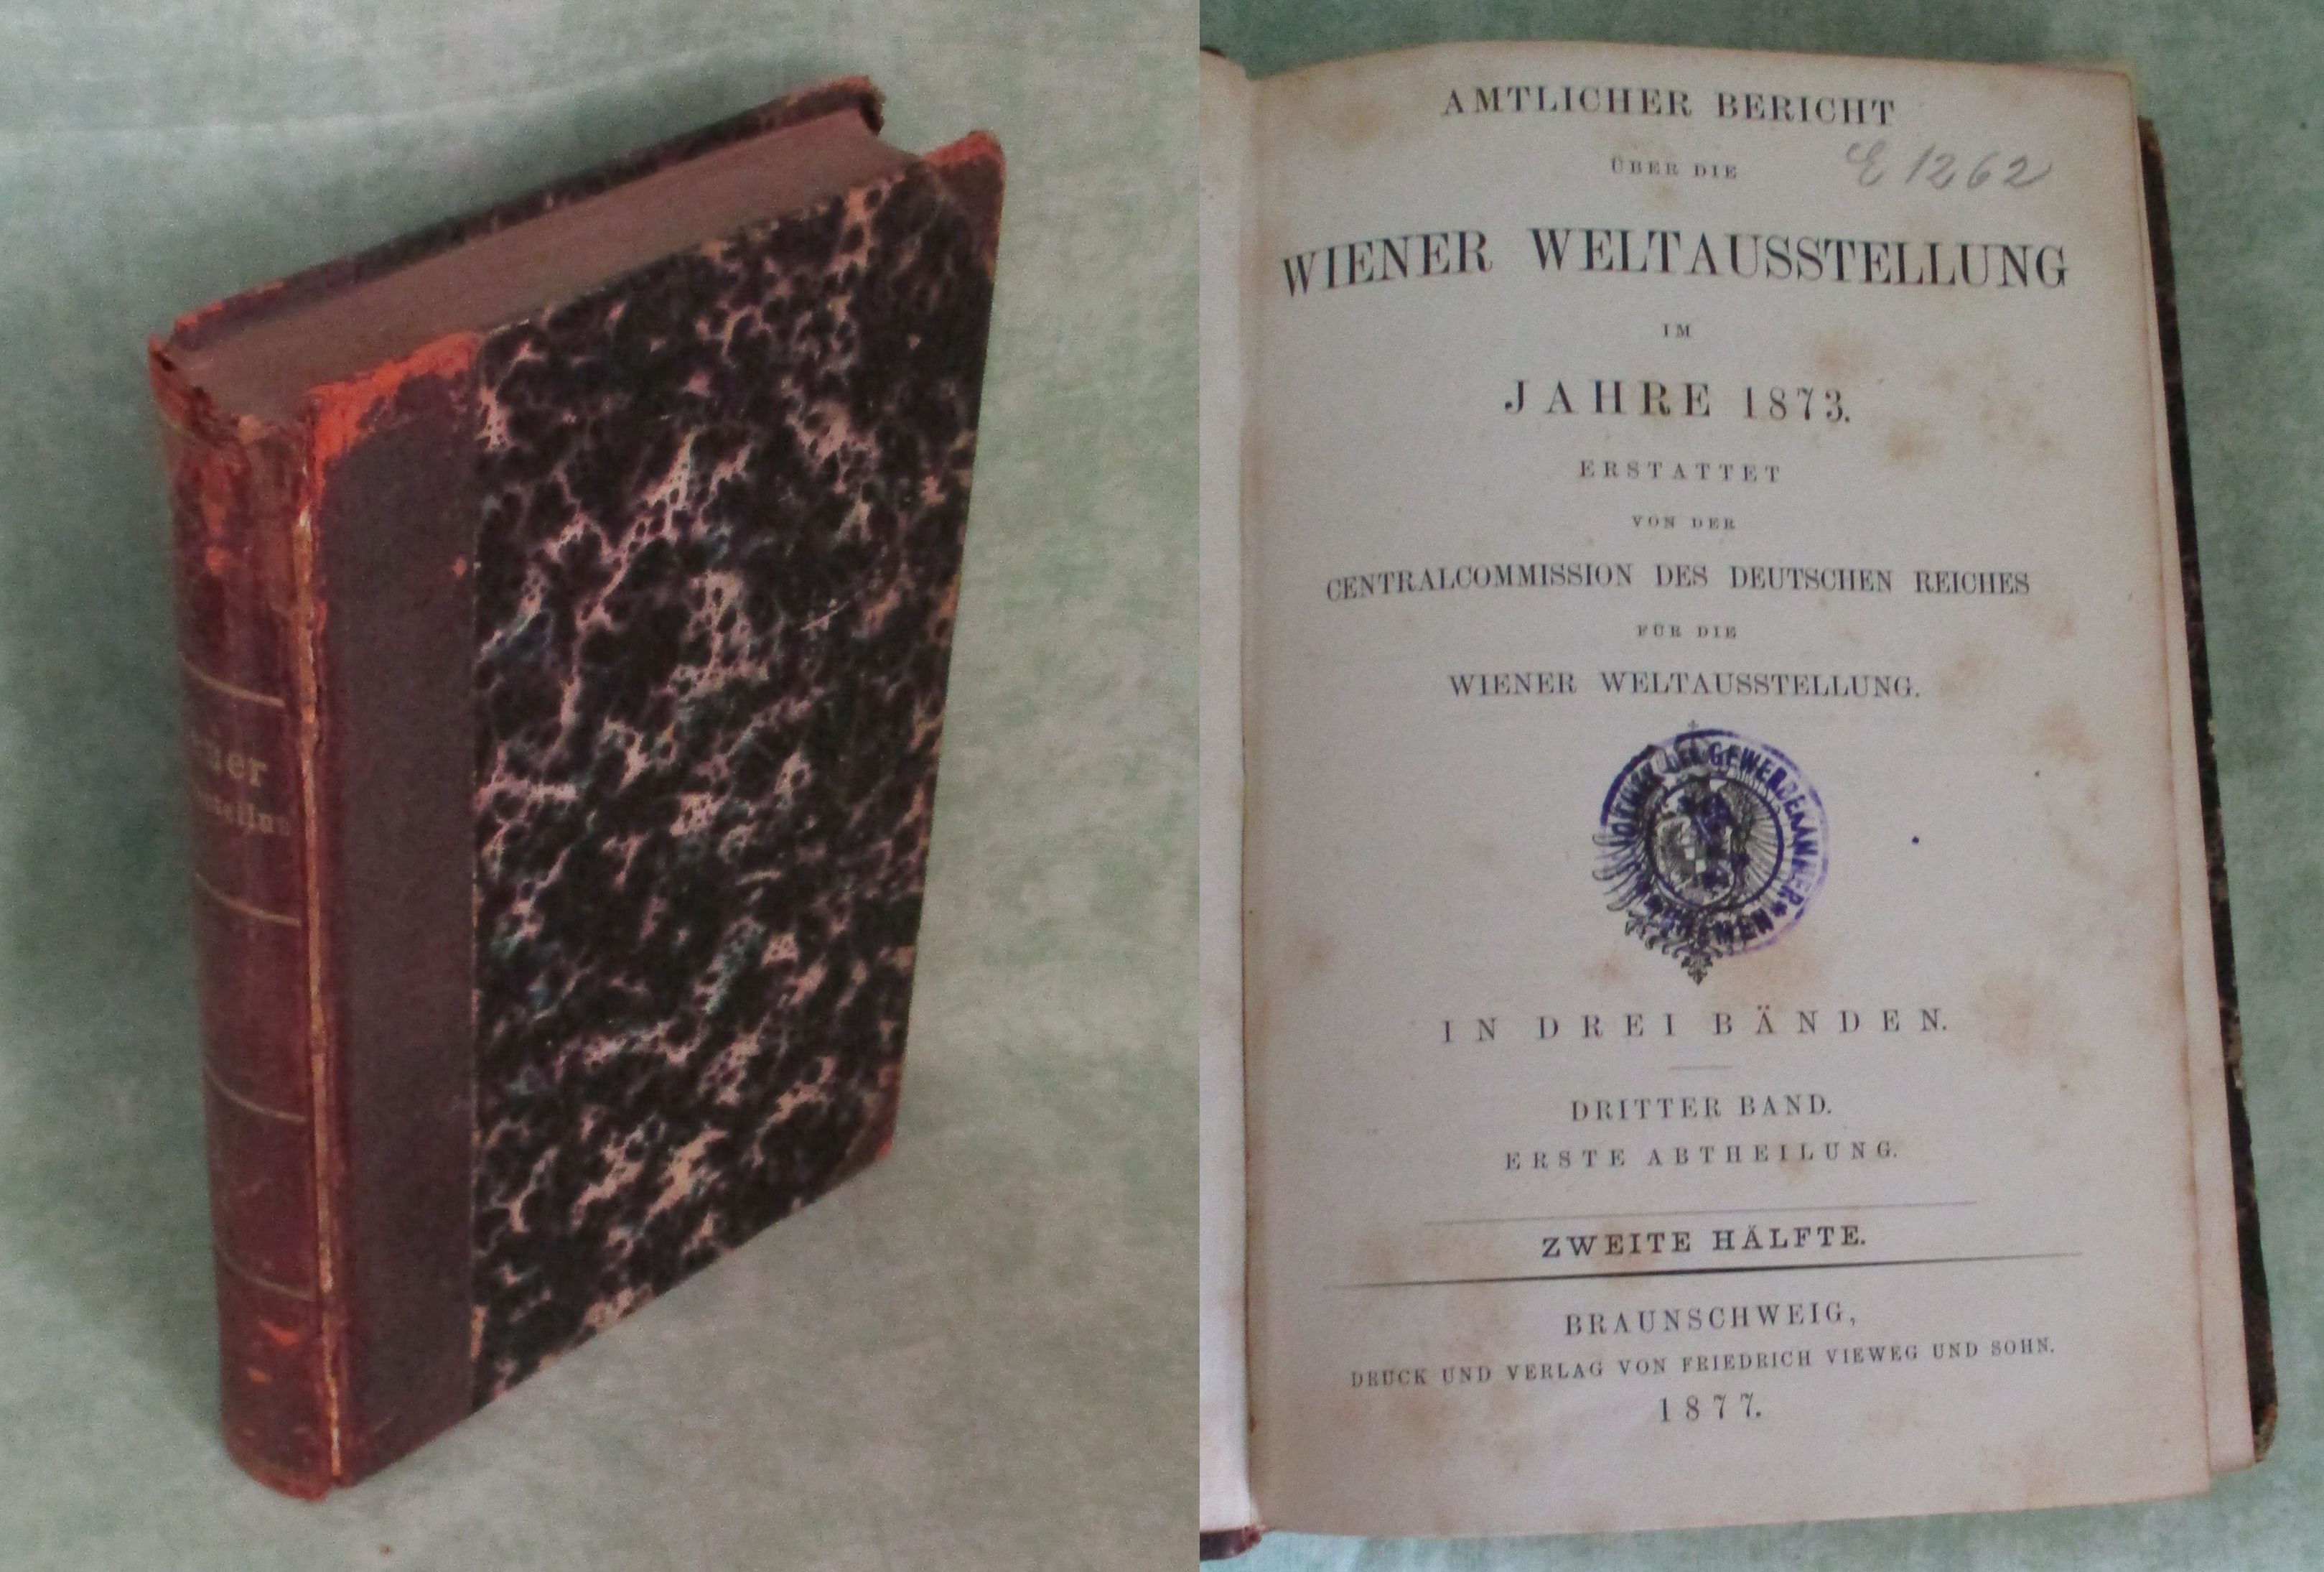 AMTLICHER BERICHT
ÜBER DIE
E 1262
WIENER WELTAUSSTELLUNG
IM
JAHRE 1873.
ERSTATTET
VON DER
CENTRALCOMMISSION DES DEUTSCHEN REICHES
FÜR DIE
WIENER WELTAUSSTELLUNG.
DER GEWERBEKAMMER
IN DREI BÄNDEN.
DRITTER BAND.
ERSTE ABTHEILUNG.
ZWEITE HÄLFTE.
BRAUNSCHWEIG,
DRUCK UND VERLAG VON FRIEDRICH VIEWEG UND SOHN.
1877.